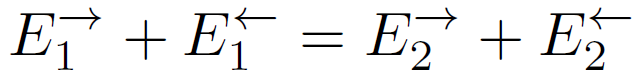 E₁→ + E₁← = E₂→ + E₂←